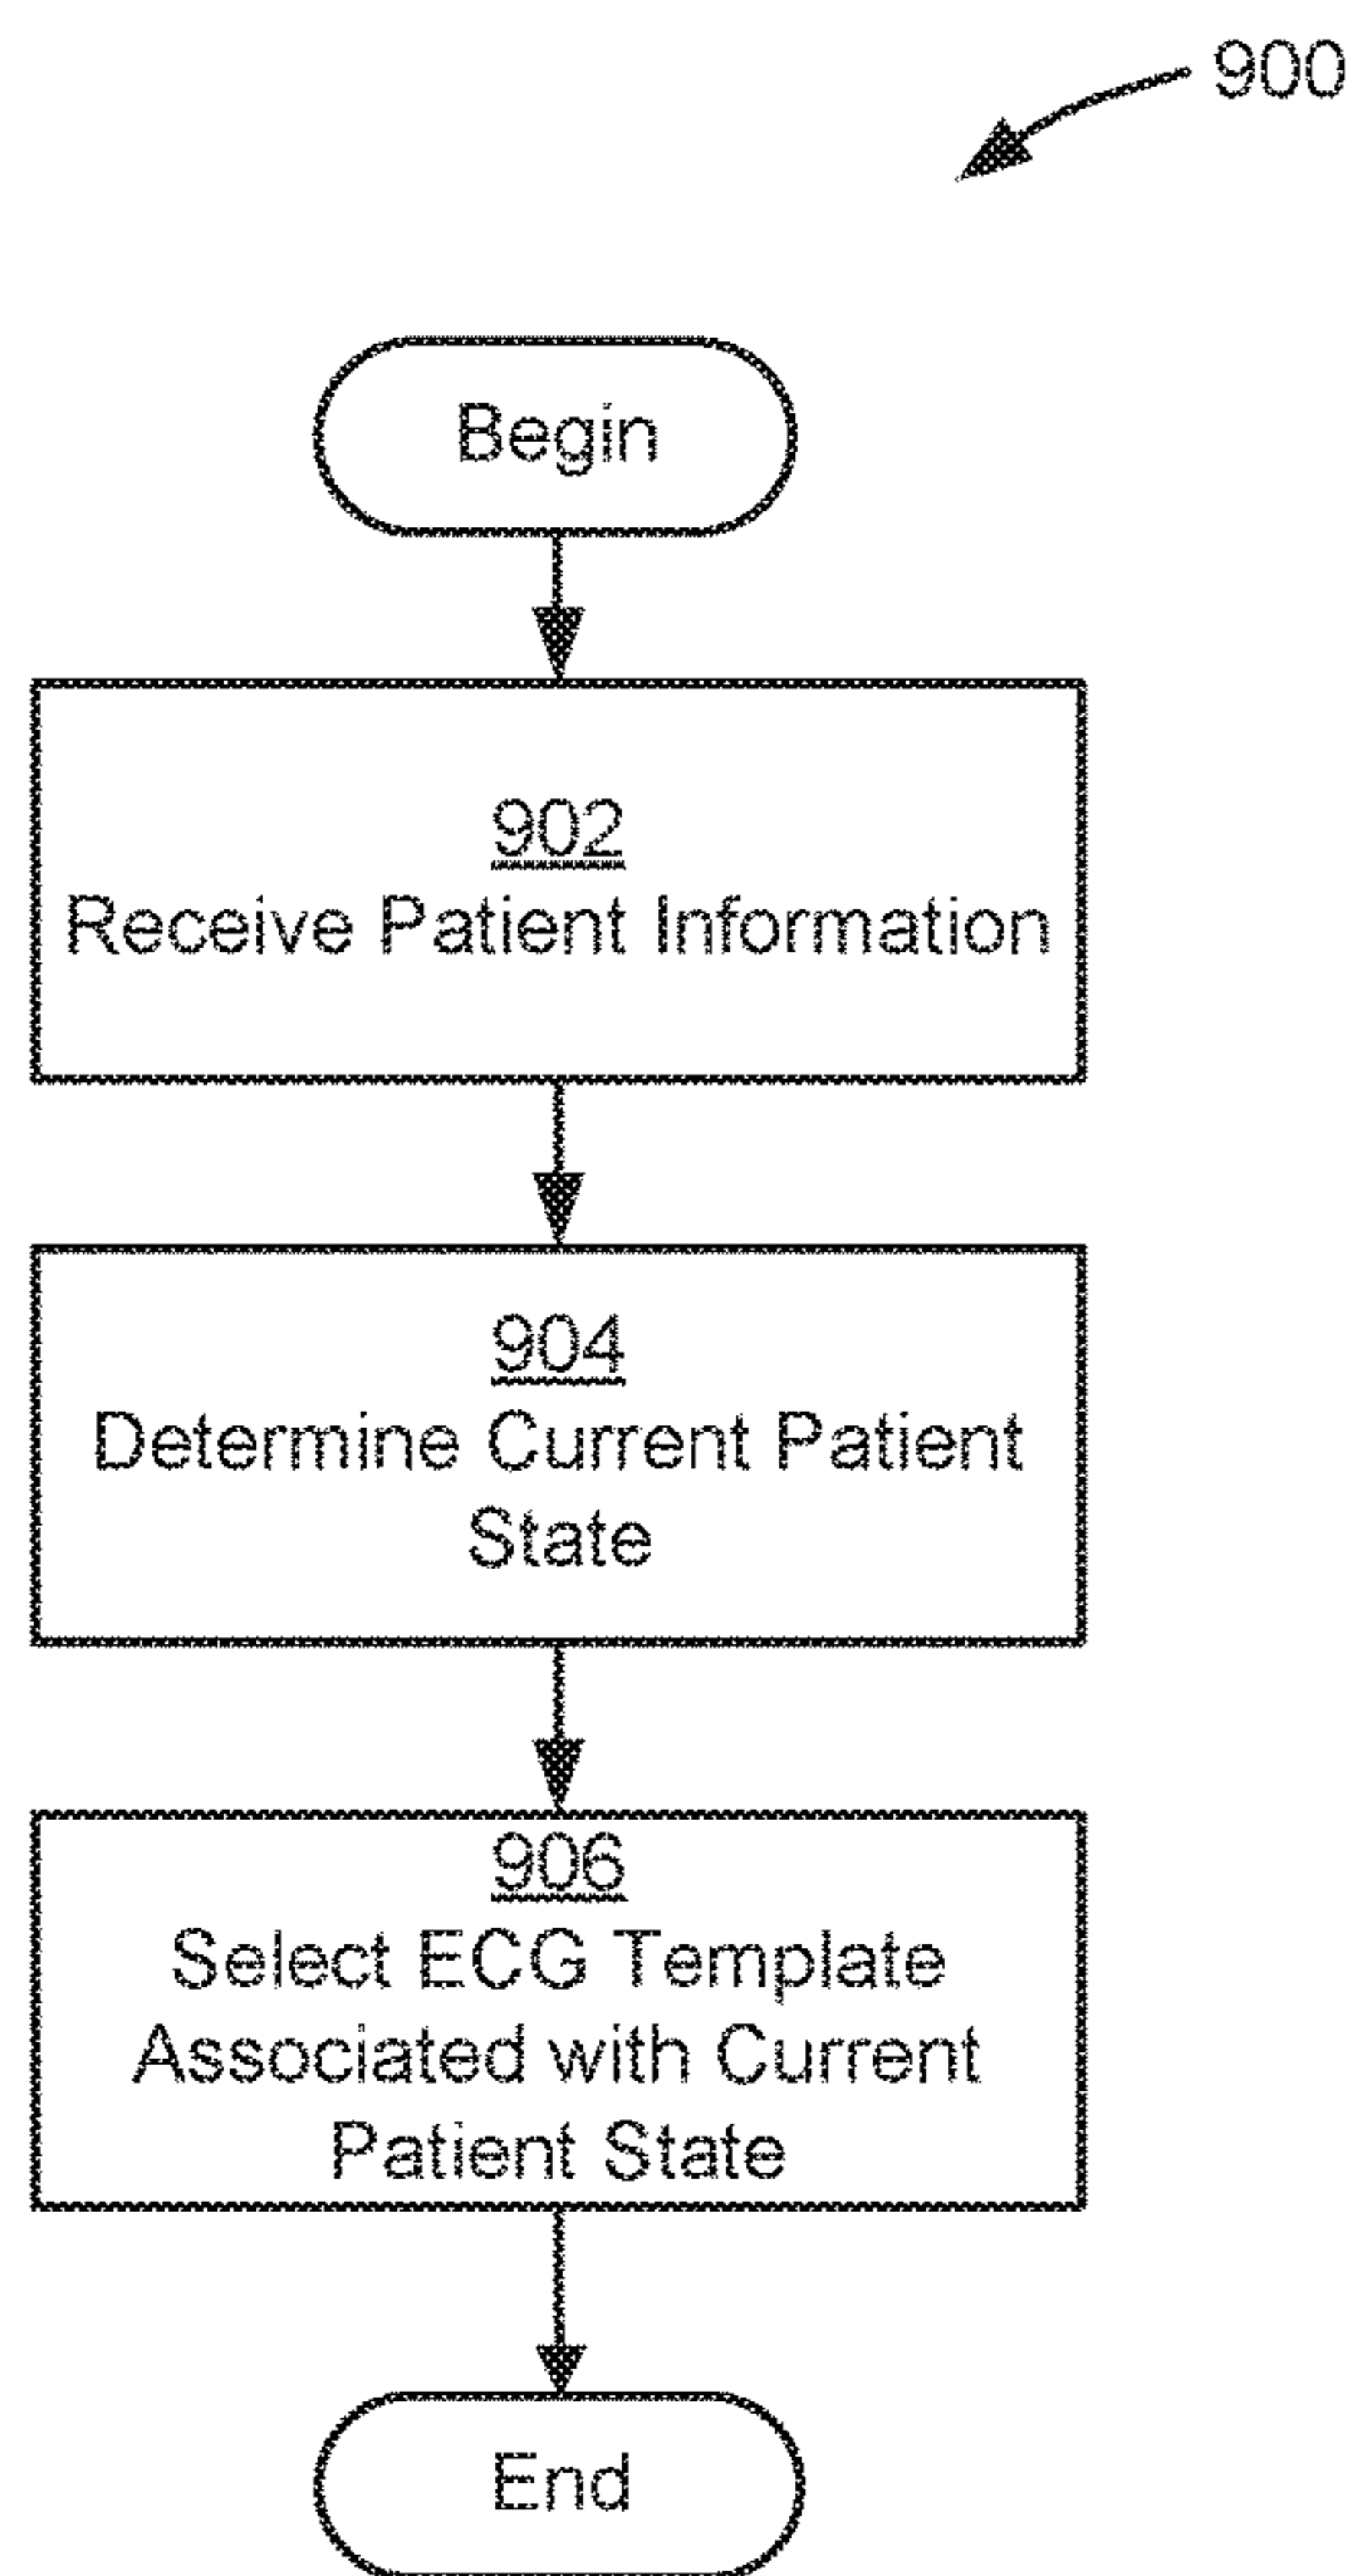 900
Begin
902
Receive Patient Information
904
Determine Current Patient
State
906
Select ECG Template
Associated with Current
Patient State
End